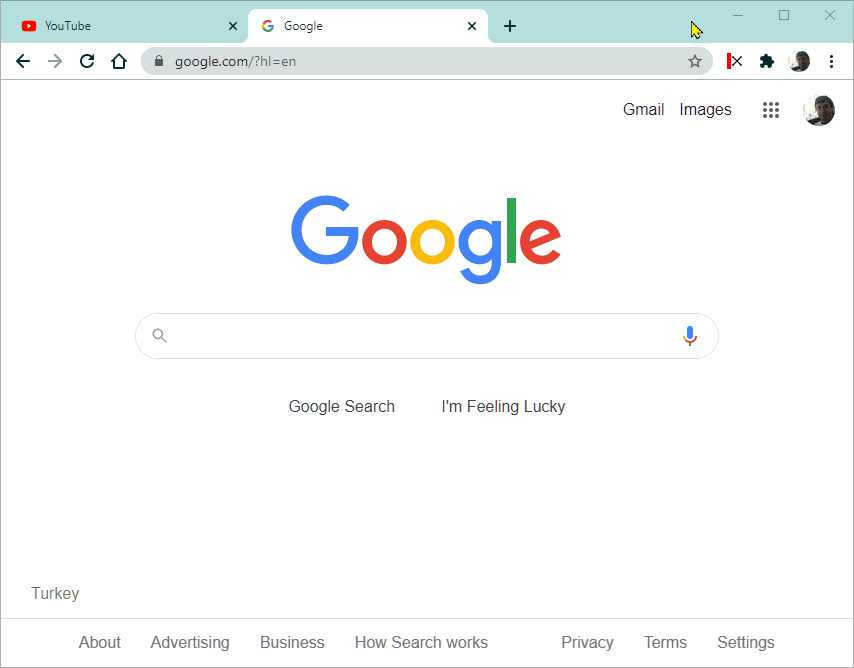 YouTube
Google
google.com/?hl=en
Gmail Images
Google
Google Search I'm Feeling Lucky
Turkey
About Advertising Business How Search works Privacy Terms Settings